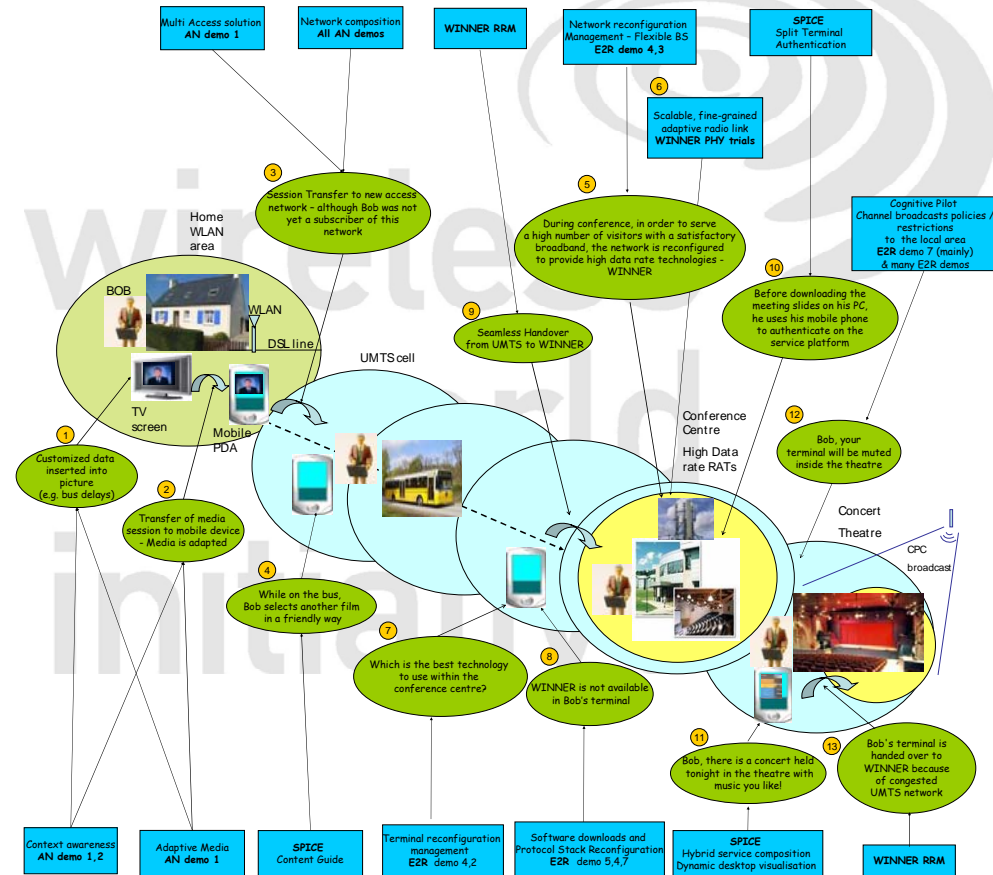 Multi Access solution
AN demo 1
Network composition
All AN demos
WINNER RRM
Network reconfiguration
Management – Flexible BS
E2R demo 4,3
SPICE
Split Terminal
Authentication
6
Scalable, fine-grained
adaptive radio link
WINNER PHY trials
3
Session Transfer to new access
network – although Bob was not
yet a subscriber of this
network
5
During conference, in order to serve
a high number of visitors with a satisfactory
broadband, the network is reconfigured
to provide high data rate technologies -
WINNER
Cognitive Pilot
Channel broadcasts policies /
restrictions
to the local area
E2R demo 7 (mainly)
& many E2R demos
wireless
world
initiative
Home
WLAN
area
BOB
WLAN
DSL line
TV
screen
Mobile
PDA
UMTS cell
9
Seamless Handover
from UMTS to WINNER
10
Before downloading the
meeting slides on his PC,
he uses his mobile phone
to authenticate on the
service platform
1
Customized data
inserted into
picture
(e.g. bus delays)
2
Transfer of media
session to mobile device
- Media is adapted
Conference
Centre
High Data
rate RATs
12
Bob, your
terminal will be muted
inside the theatre
Concert
Theatre
CPC
broadcast
4
While on the bus,
Bob selects another film
in a friendly way
7
Which is the best technology
to use within the
conference centre?
8
WINNER is not available
in Bob's terminal
11
Bob, there is a concert held
tonight in the theatre with
music you like!
13
Bob's terminal is
handed over to
WINNER because
of congested
UMTS network
Context awareness
AN demo 1,2
Adaptive Media
AN demo 1
SPICE
Content Guide
Terminal reconfiguration
management
E2R demo 4,2
Software downloads and
Protocol Stack Reconfiguration
E2R demo 5,4,7
SPICE
Hybrid service composition
Dynamic desktop visualisation
WINNER RRM